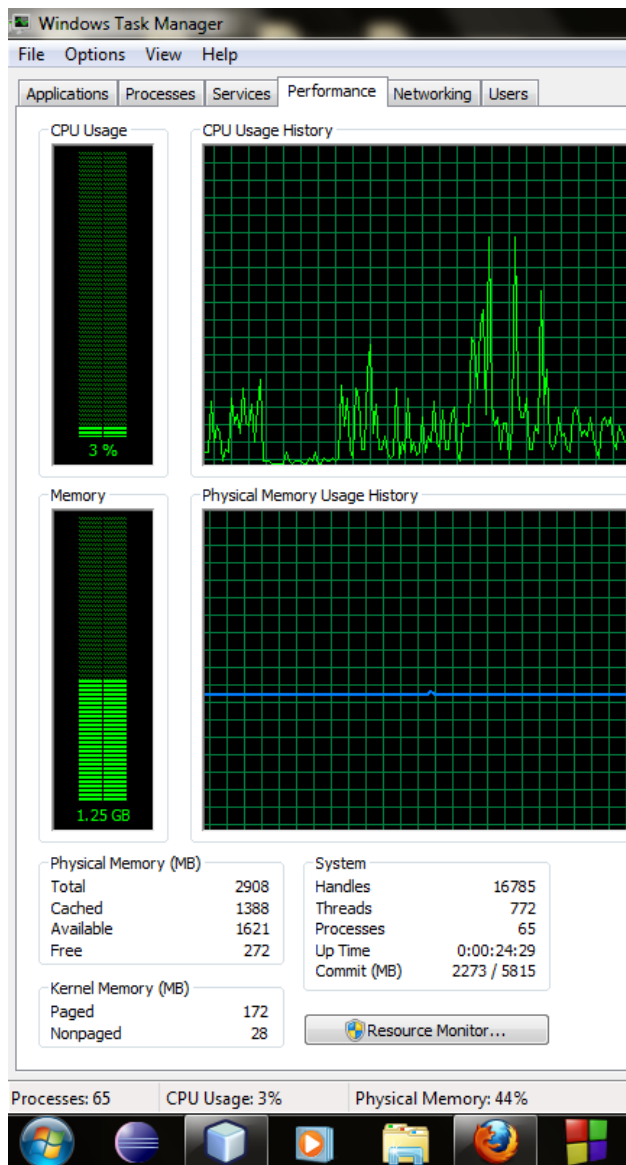 Windows Task Manager
File Options View Help
Applications Processes Services Performance Networking Users
CPU Usage CPU Usage History
3 %
Memory Physical Memory Usage History
1.25 GB
Physical Memory (MB)
Total 2908
Cached 1388
Available 1621
Free 272
Kernel Memory (MB)
Paged 172
Nonpaged 28
System
Handles 16785
Threads 772
Processes 65
Up Time 0:00:24:29
Commit (MB) 2273 / 5815
Resource Monitor...
Processes: 65 CPU Usage: 3% Physical Memory: 44%